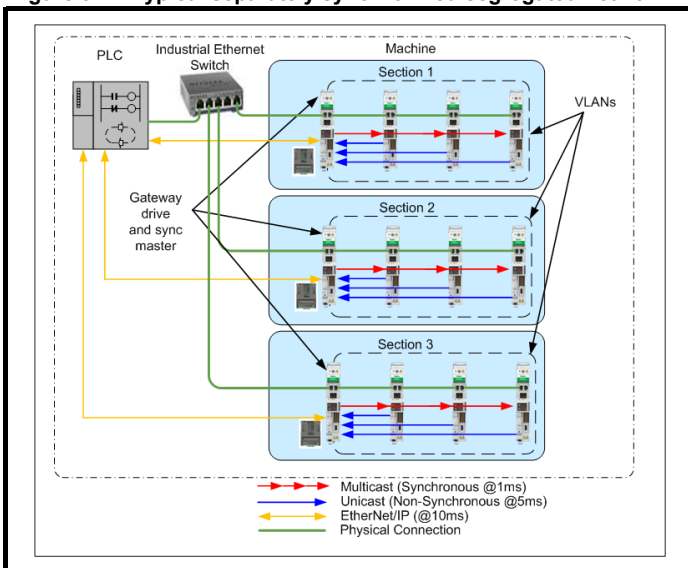 PLC
Industrial Ethernet
Switch
Machine
Section 1
VLANs
Gateway
drive
and sync
master
Section 2
Section 3
Multicast (Synchronous @1ms)
Unicast (Non-Synchronous @5ms)
EtherNet/IP (@10ms)
Physical Connection